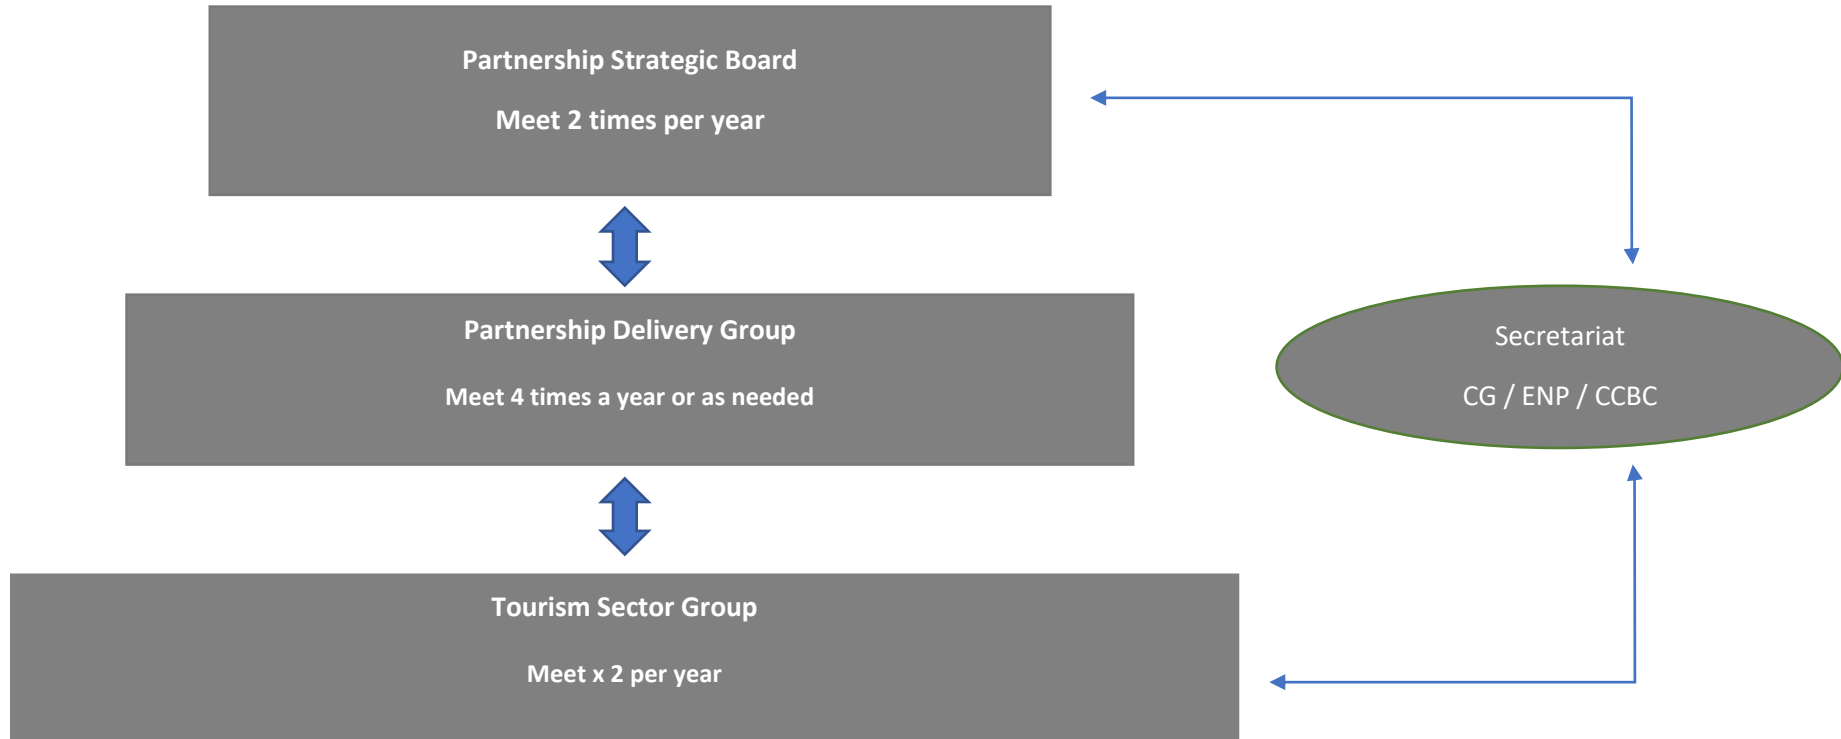 Partnership Strategic Board
Meet 2 times per year
Partnership Delivery Group
Meet 4 times a year or as needed
Secretariat
CG / ENP / CCBC
Tourism Sector Group
Meet x 2 per year